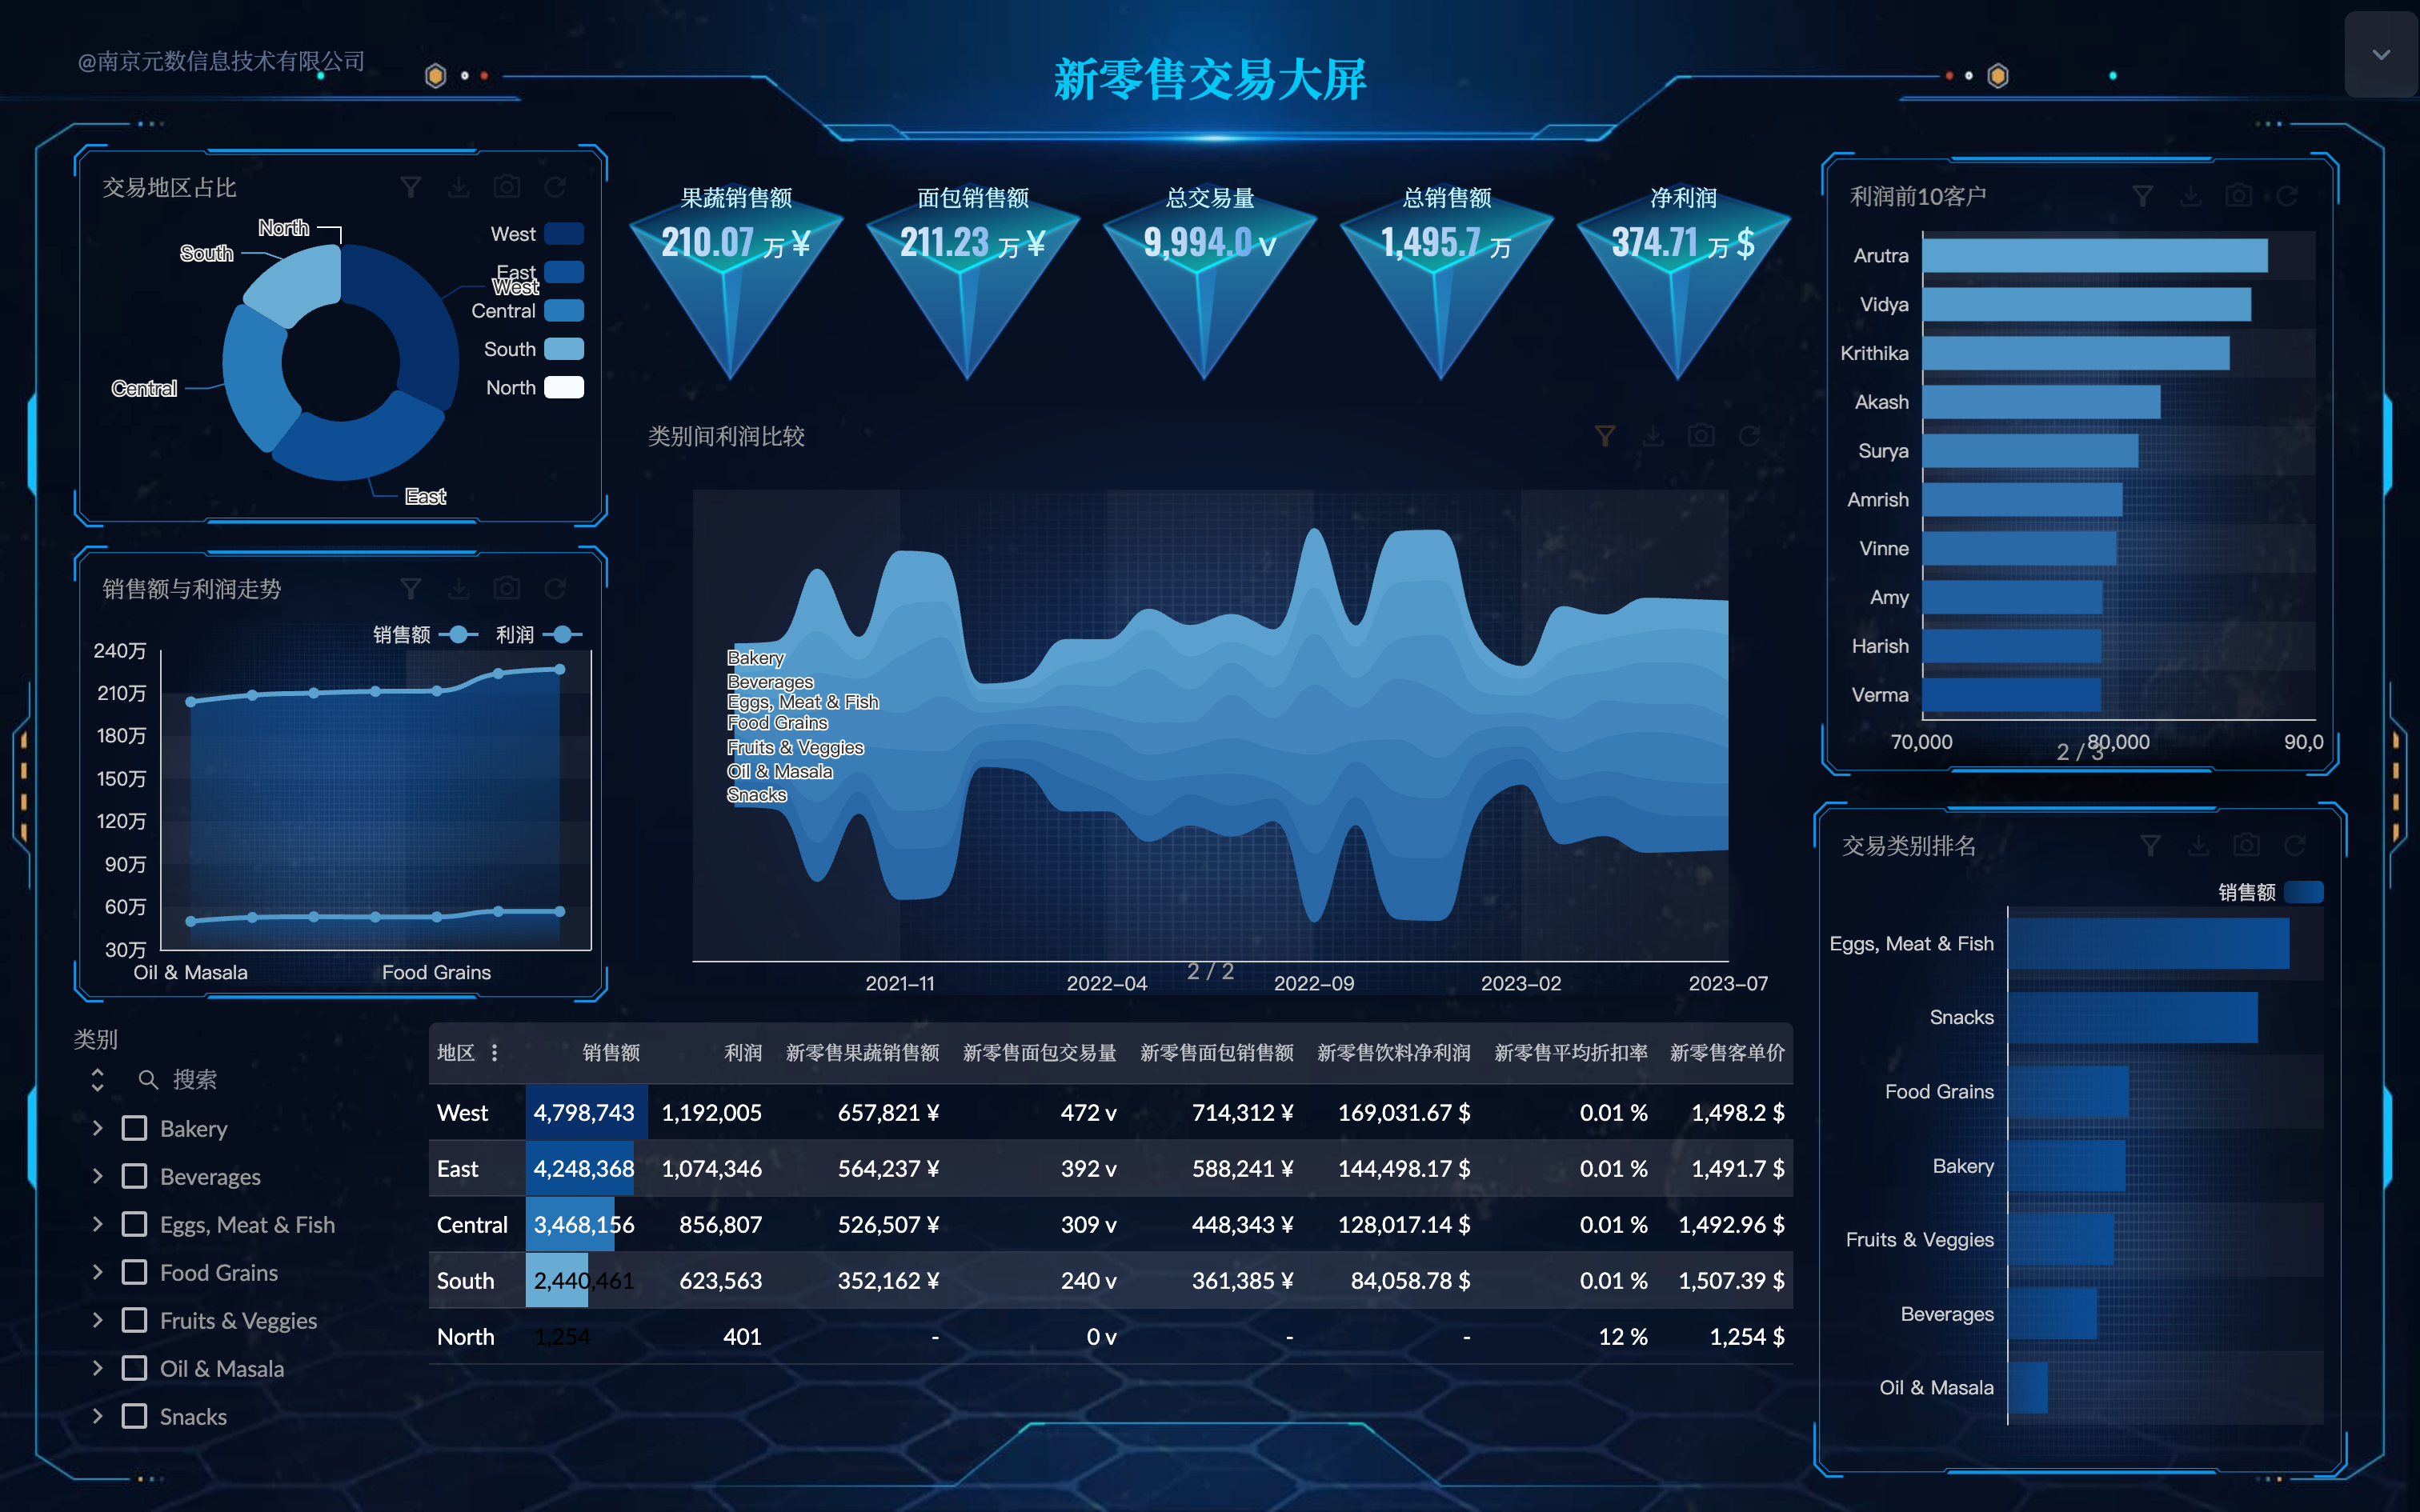 @南京元数信息技术有限公司
新零售交易大屏
交易地区占比
North
South
West
Central
East
West
East
Central
South
North
果蔬销售额
210.07 万 ¥
面包销售额
211.23 万 ¥
总交易量
9,994.0 v
总销售额
1,495.7 万
净利润
374.71 万 $
利润前10客户
Arutra
Vidya
Krithika
Akash
Surya
Amrish
Vinne
Amy
Harish
Verma
70,000 80,000 90,0
2 / 3
销售额与利润走势
销售额 利润
240万
210万
180万
150万
120万
90万
60万
30万
Oil & Masala Food Grains
类别间利润比较
Bakery
Beverages
Eggs, Meat & Fish
Food Grains
Fruits & Veggies
Oil & Masala
Snacks
2 / 2
2021-11 2022-04 2022-09 2023-02 2023-07
交易类别排名
销售额
Eggs, Meat & Fish
Snacks
Food Grains
Bakery
Fruits & Veggies
Beverages
Oil & Masala
类别
搜索
Bakery
Beverages
Eggs, Meat & Fish
Food Grains
Fruits & Veggies
Oil & Masala
Snacks
地区 销售额 利润 新零售果蔬销售额 新零售面包交易量 新零售面包销售额 新零售饮料净利润 新零售平均折扣率 新零售客单价
West 4,798,743 1,192,005 657,821 ¥ 472 v 714,312 ¥ 169,031.67 $ 0.01 % 1,498.2 $
East 4,248,368 1,074,346 564,237 ¥ 392 v 588,241 ¥ 144,498.17 $ 0.01 % 1,491.7 $
Central 3,468,156 856,807 526,507 ¥ 309 v 448,343 ¥ 128,017.14 $ 0.01 % 1,492.96 $
South 2,440,461 623,563 352,162 ¥ 240 v 361,385 ¥ 84,058.78 $ 0.01 % 1,507.39 $
North 1,254 401 - 0 v - - 12 % 1,254 $